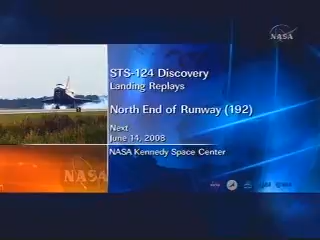 NASA
STS-124 Discovery
Landing Replays
North End of Runway (192)
Next
June 14, 2008
NASA Kennedy Space Center
NASA